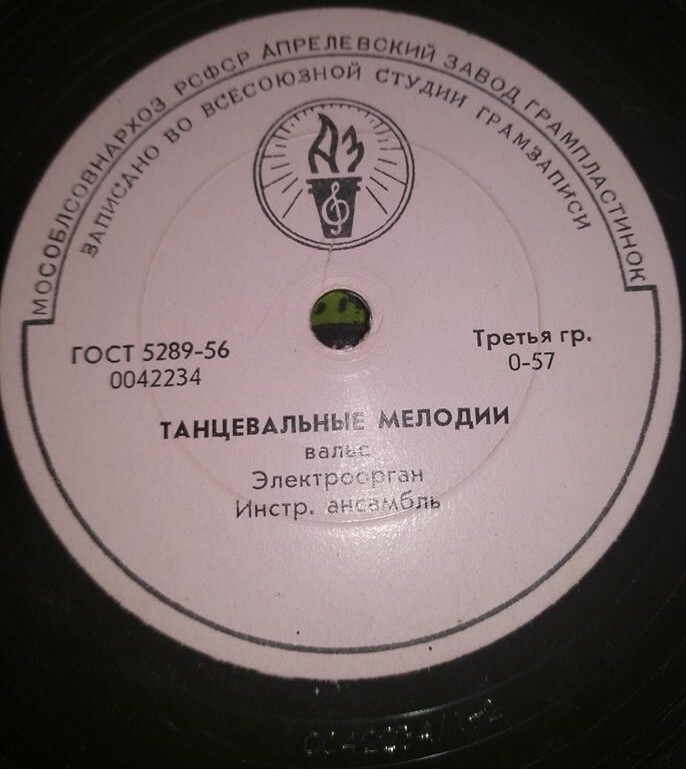 МОСОБЛСОВНАРХОЗ РСФСР АПРЕЛЕВСКИЙ ЗАВОД ГРАМПЛАСТИНОК
ЗАПИСАНО ВО ВСЕСОЮЗНОЙ СТУДИИ ГРАМЗАПИСИ
АЗ
ГОСТ 5289-56
0042234
Третья гр.
0-57
ТАНЦЕВАЛЬНЫЕ МЕЛОДИИ
вальс
Электроорган
Инстр. ансамбль